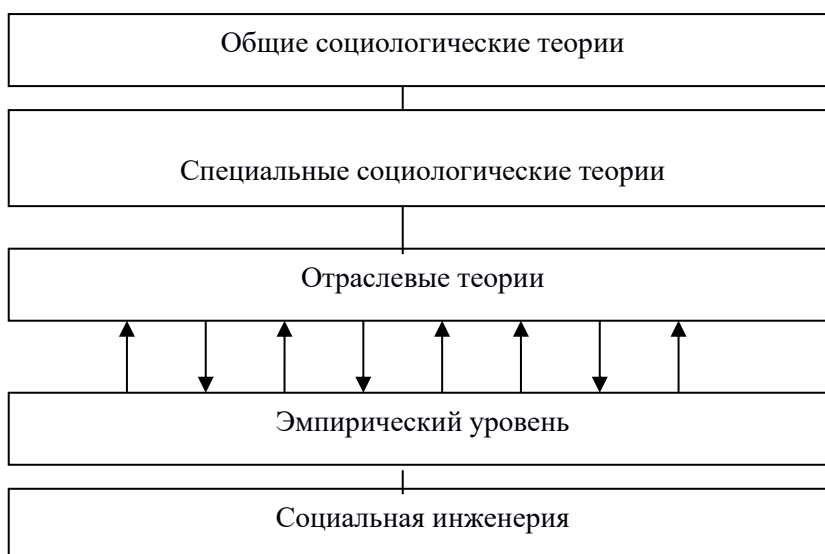 Общие социологические теории
Специальные социологические теории
Отраслевые теории
Эмпирический уровень
Социальная инженерия